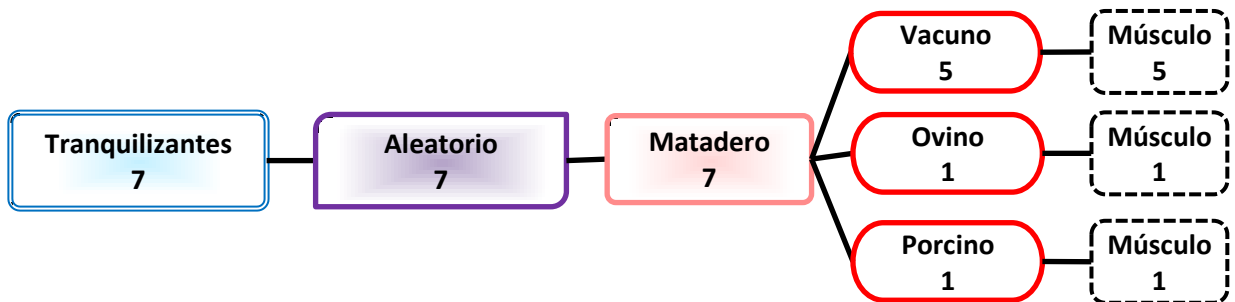 Tranquilizantes
7
Aleatorio
7
Matadero
7
Vacuno
5
Músculo
5
Ovino
1
Músculo
1
Porcino
1
Músculo
1